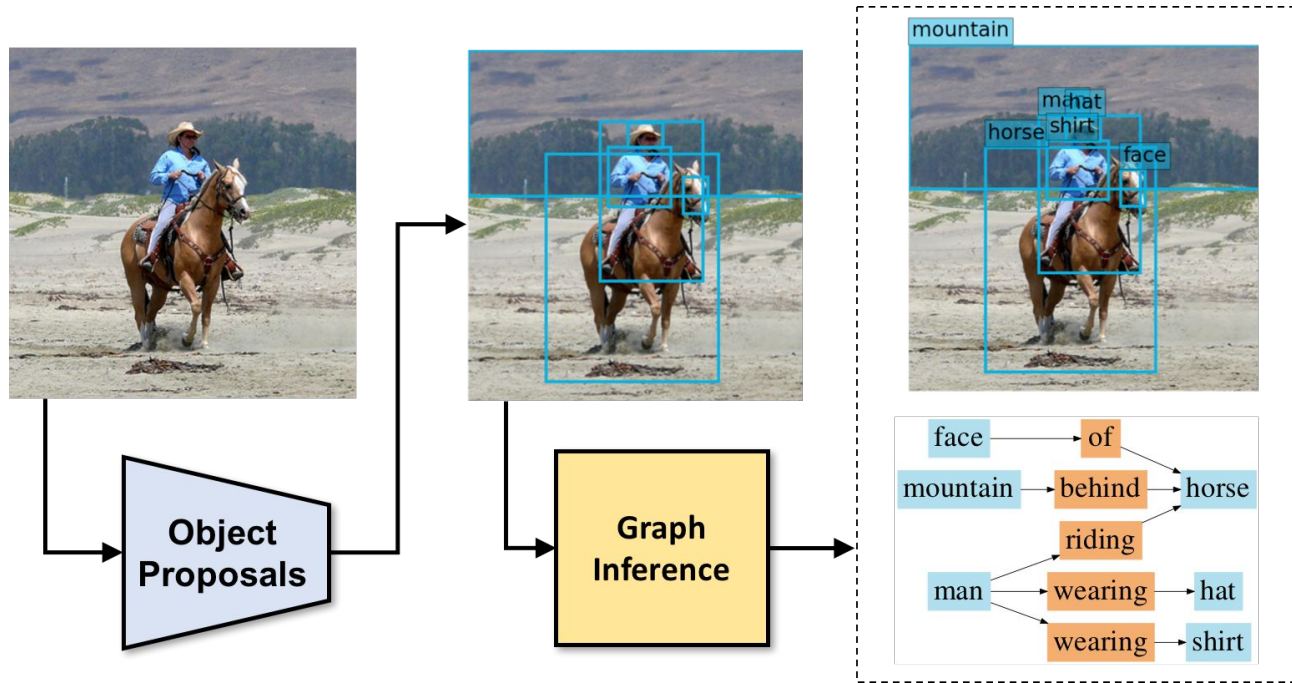 Object
Proposals
Graph
Inference
mountain
man
hat
shirt
horse
face
face of
mountain behind horse
riding
man wearing hat
wearing shirt